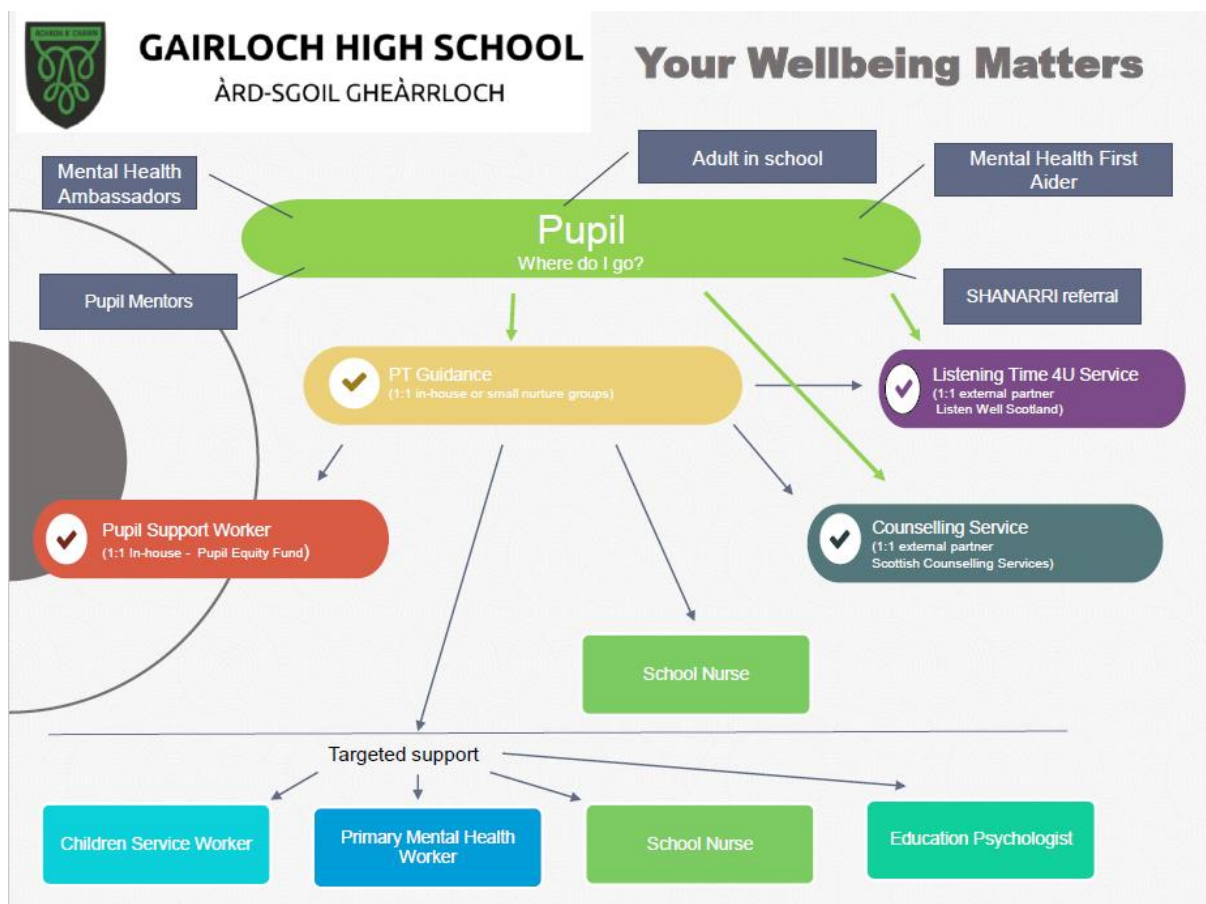 GAIRLOCH HIGH SCHOOL
ÀRD-SGOIL GHEÀRRLOCH
Your Wellbeing Matters
Mental Health
Ambassadors
Adult in school
Mental Health First
Aider
Pupil
Where do I go?
Pupil Mentors
SHANARRI referral
PT Guidance
(1:1 in-house or small nurture groups)
Listening Time 4U Service
(1:1 external partner
Listen Well Scotland)
Pupil Support Worker
(1:1 In-house - Pupil Equity Fund)
Counselling Service
(1:1 external partner
Scottish Counselling Services)
School Nurse
Targeted support
Children Service Worker
Primary Mental Health
Worker
School Nurse
Education Psychologist